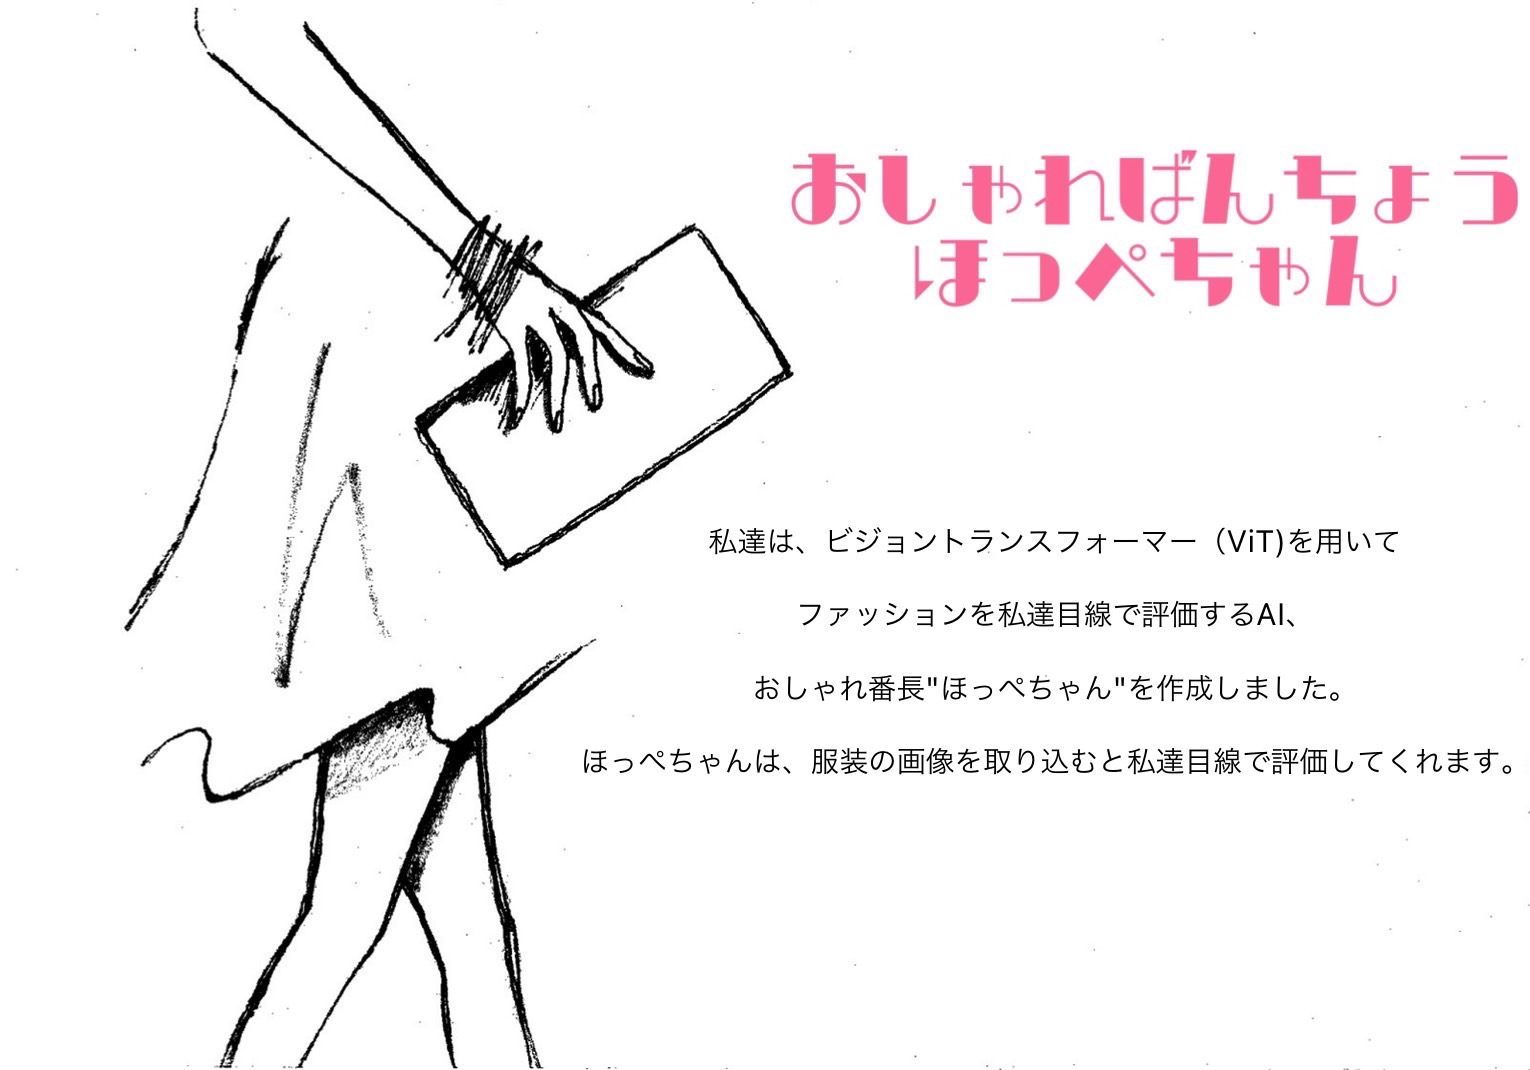 おしゃればんちょう
ほっぺちゃん
私達は、ビジョントランスフォーマー（ViT)を用いて
ファッションを私達目線で評価するAI、
おしゃれ番長"ほっぺちゃん"を作成しました。
ほっぺちゃんは、服装の画像を取り込むと私達目線で評価してくれます。